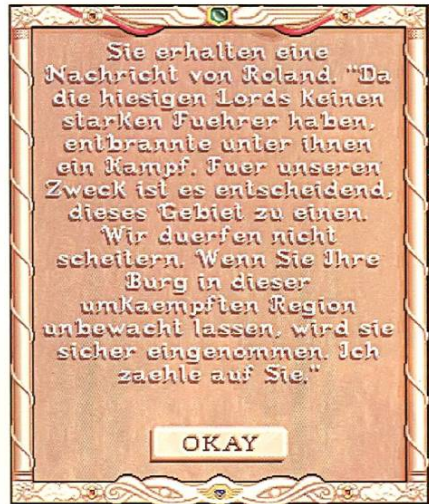 Sie erhalten eine
Nachricht von Roland. "Da
die hiesigen Lords keinen
starken Fuehrer haben,
entbrannte unter ihnen
ein Kampf. Fuer unseren
Zweck ist es entscheidend,
dieses Gebiet zu einen.
Wir duerfen nicht
scheitern. Wenn Sie Ihre
Burg in dieser
umkaempften Region
unbewacht lassen, wird sie
sicher eingenommen. Ich
zaehle auf Sie."
OKAY